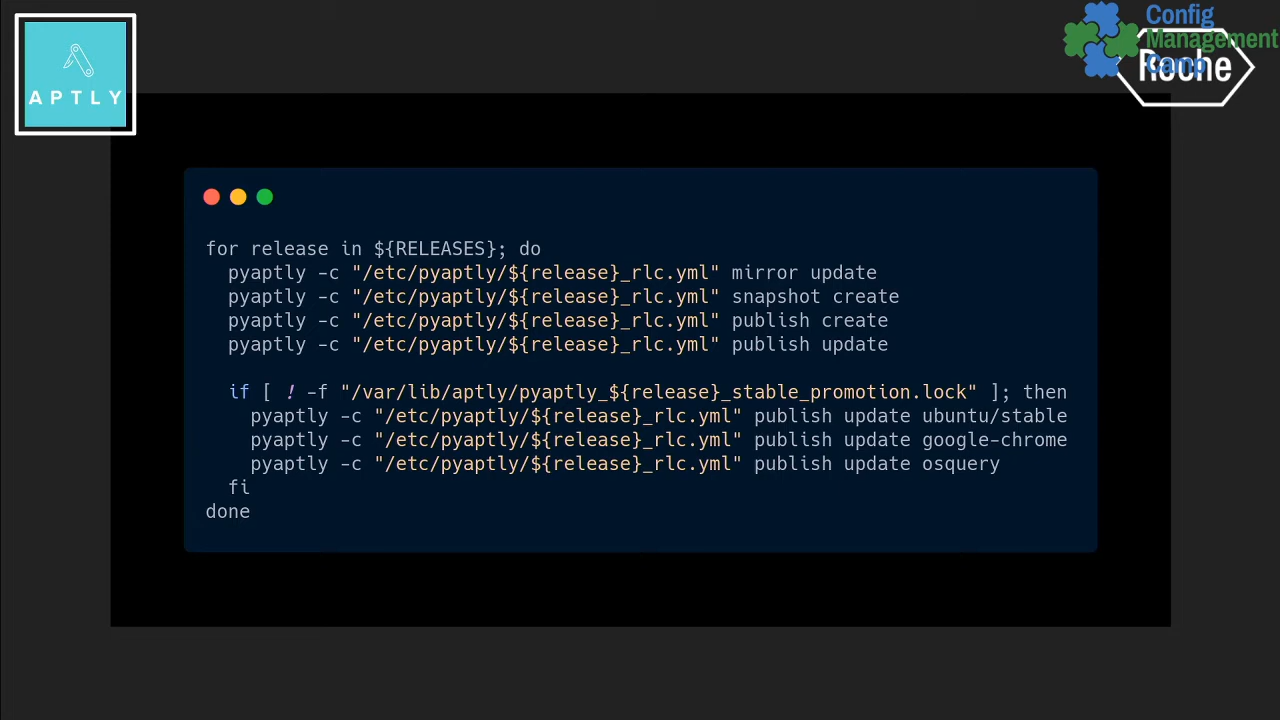 APTLY
Config
Management
Camp
Roche
for release in ${RELEASES}; do
  pyaptly -c "/etc/pyaptly/${release}_rlc.yml" mirror update
  pyaptly -c "/etc/pyaptly/${release}_rlc.yml" snapshot create
  pyaptly -c "/etc/pyaptly/${release}_rlc.yml" publish create
  pyaptly -c "/etc/pyaptly/${release}_rlc.yml" publish update
  if [ ! -f "/var/lib/aptly/pyaptly_${release}_stable_promotion.lock" ]; then
    pyaptly -c "/etc/pyaptly/${release}_rlc.yml" publish update ubuntu/stable
    pyaptly -c "/etc/pyaptly/${release}_rlc.yml" publish update google-chrome
    pyaptly -c "/etc/pyaptly/${release}_rlc.yml" publish update osquery
  fi
done